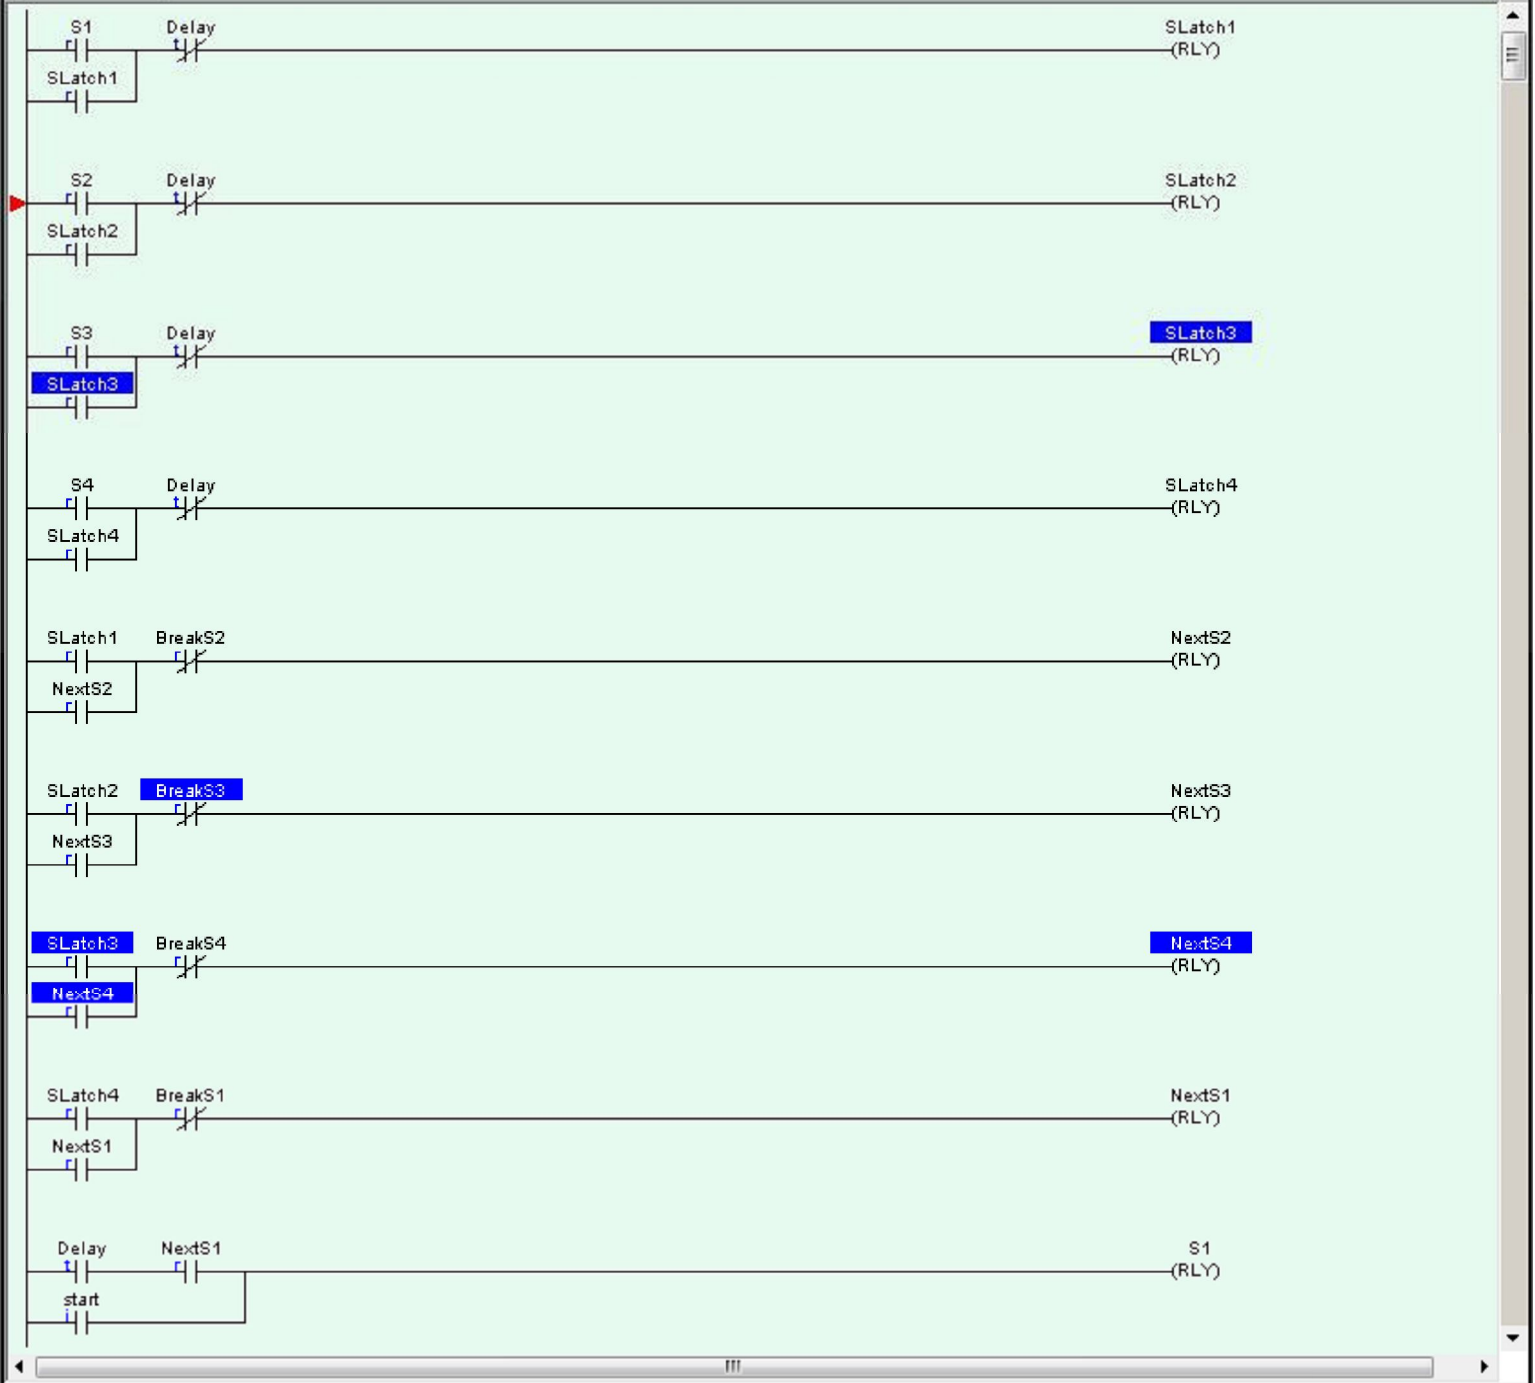 S1 Delay SLatch1
(RLY)
SLatch1
S2 Delay SLatch2
(RLY)
SLatch2
S3 Delay SLatch3
(RLY)
SLatch3
S4 Delay SLatch4
(RLY)
SLatch4
SLatch1 BreakS2 NextS2
(RLY)
NextS2
SLatch2 BreakS3 NextS3
(RLY)
NextS3
SLatch3 BreakS4 NextS4
(RLY)
NextS4
SLatch4 BreakS1 NextS1
(RLY)
NextS1
Delay NextS1 S1
(RLY)
start